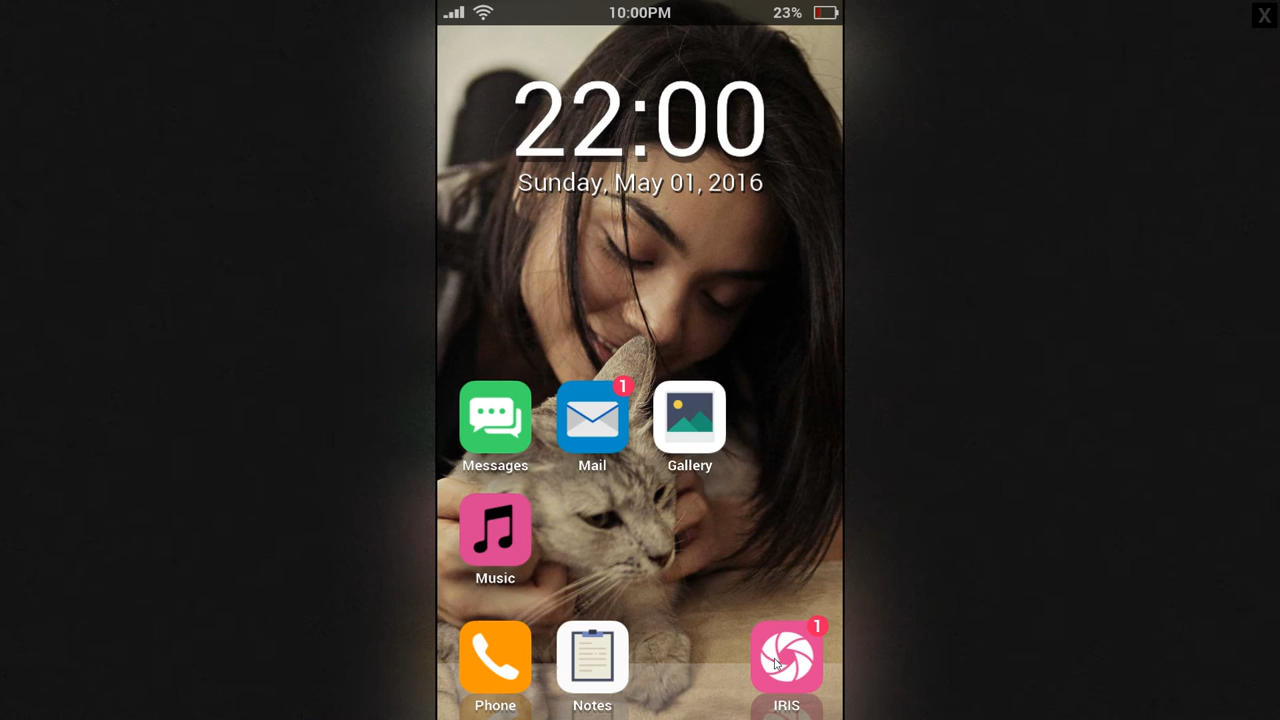 10:00PM 23% X
22:00
Sunday, May 01, 2016
1
Messages Mail Gallery
Music
1
Phone Notes IRIS